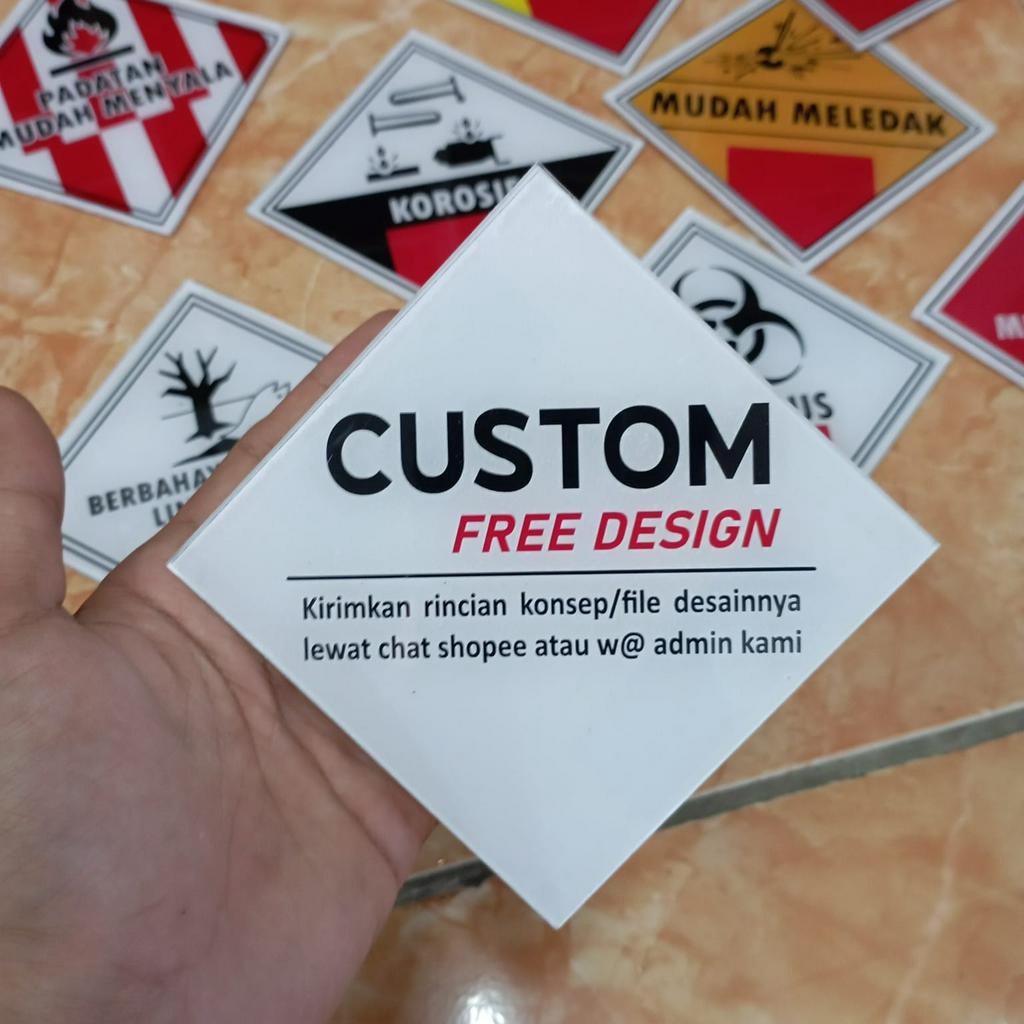 PADATAN
MUDAH MENYALA
KOROSIF
MUDAH MELEDAK
BERBAHAYA
CUSTOM
FREE DESIGN
Kirimkan rincian konsep/file desainnya
lewat chat shopee atau w@ admin kami